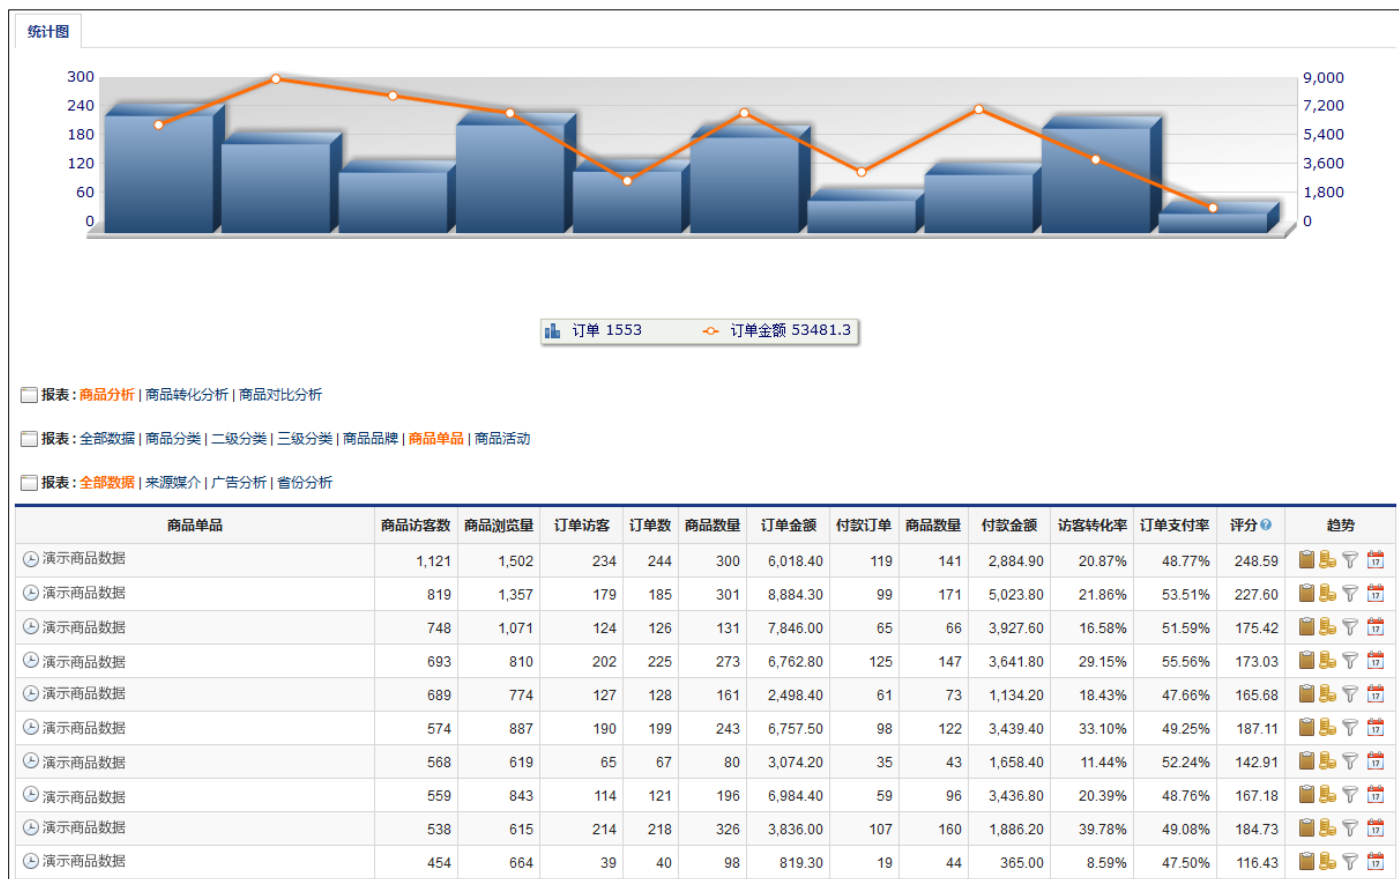 统计图
300 9,000
240 7,200
180 5,400
120 3,600
60 1,800
0 0
订单 1553 订单金额 53481.3
报表 : 商品分析 | 商品转化分析 | 商品对比分析
报表 : 全部数据 | 商品分类 | 二级分类 | 三级分类 | 商品品牌 | 商品单品 | 商品活动
报表 : 全部数据 | 来源媒介 | 广告分析 | 省份分析
商品单品 商品访客数 商品浏览量 订单访客 订单数 商品数量 订单金额 付款订单 商品数量 付款金额 访客转化率 订单支付率 评分 ? 趋势
演示商品数据 1,121 1,502 234 244 300 6,018.40 119 141 2,884.90 20.87% 48.77% 248.59 17
演示商品数据 819 1,357 179 185 301 8,884.30 99 171 5,023.80 21.86% 53.51% 227.60 17
演示商品数据 748 1,071 124 126 131 7,846.00 65 66 3,927.60 16.58% 51.59% 175.42 17
演示商品数据 693 810 202 225 273 6,762.80 125 147 3,641.80 29.15% 55.56% 173.03 17
演示商品数据 689 774 127 128 161 2,498.40 61 73 1,134.20 18.43% 47.66% 165.68 17
演示商品数据 574 887 190 199 243 6,757.50 98 122 3,439.40 33.10% 49.25% 187.11 17
演示商品数据 568 619 65 67 80 3,074.20 35 43 1,658.40 11.44% 52.24% 142.91 17
演示商品数据 559 843 114 121 196 6,984.40 59 96 3,436.80 20.39% 48.76% 167.18 17
演示商品数据 538 615 214 218 326 3,836.00 107 160 1,886.20 39.78% 49.08% 184.73 17
演示商品数据 454 664 39 40 98 819.30 19 44 365.00 8.59% 47.50% 116.43 17